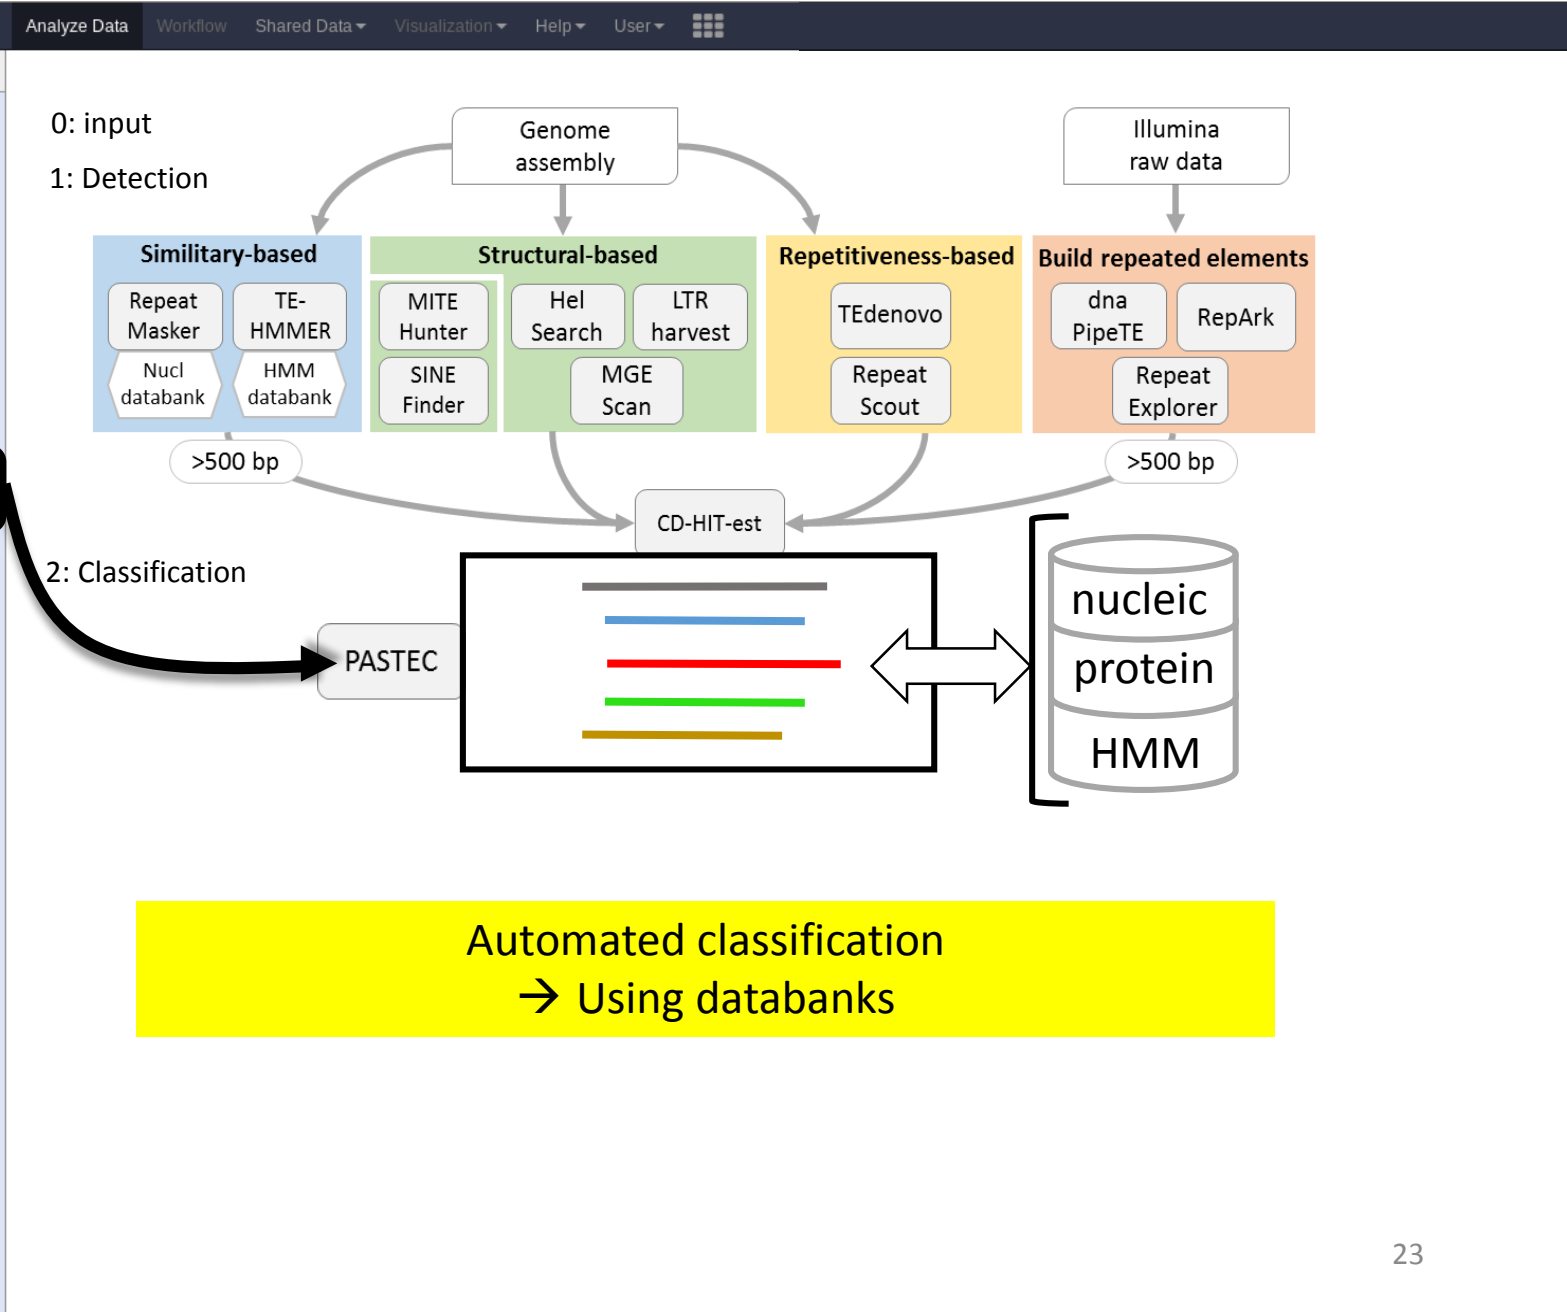 Analyze Data Workflow Shared Data Visualization Help User
0: input
Genome
assembly
Illumina
raw data
1: Detection
Similitary-based
Repeat
Masker
TE-
HMMER
Nucl
databank
HMM
databank
Structural-based
MITE
Hunter
Hel
Search
LTR
harvest
SINE
Finder
MGE
Scan
Repetitiveness-based
TEdenovo
Repeat
Scout
Build repeated elements
dna
PipeTE
RepArk
Repeat
Explorer
>500 bp
>500 bp
CD-HIT-est
2: Classification
PASTEC
nucleic
protein
HMM
Automated classification
→ Using databanks
23